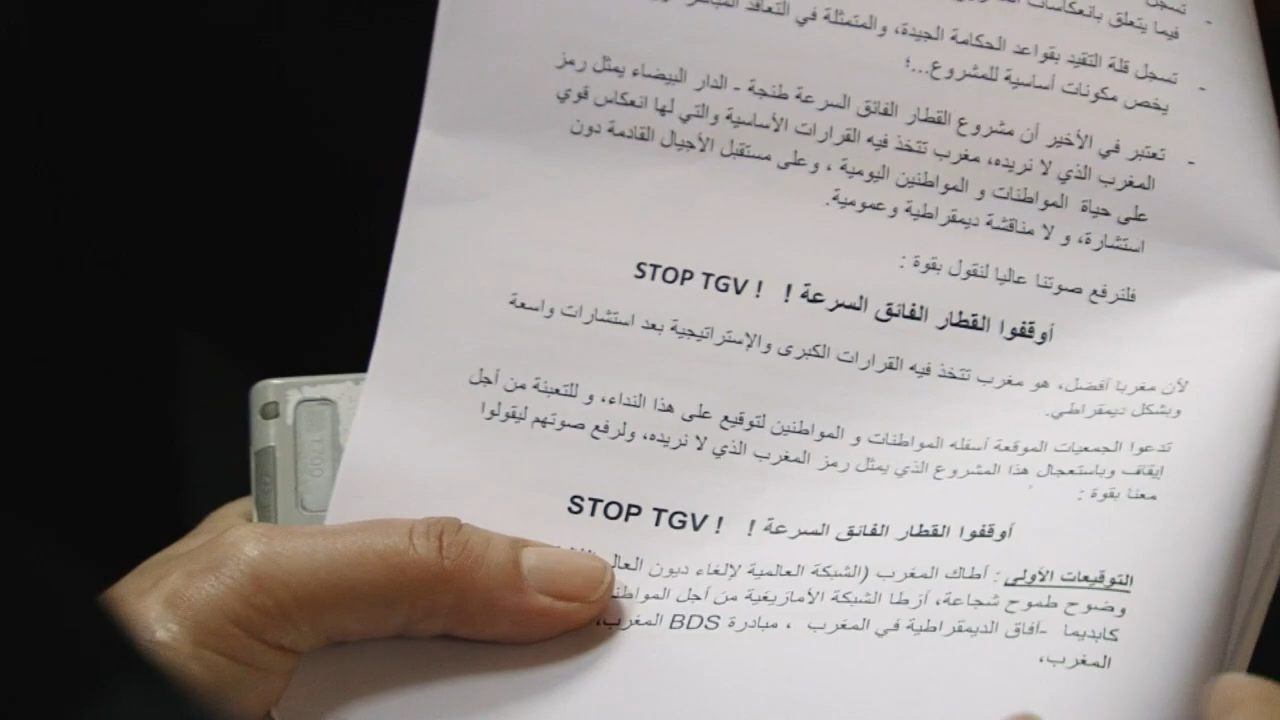 - تسجل
فيما يتعلق بانعكاسات
- تسجل قلة التقيد بقواعد الحكامة الجيدة، والمتمثلة في التعاقد المباشر
يخص مكونات أساسية للمشروع...؛
- تعتبر في الأخير أن مشروع القطار الفائق السرعة طنجة - الدار البيضاء يمثل رمز
المغرب الذي لا نريده، مغرب تتخذ فيه القرارات الأساسية والتي لها انعكاس قوي
على حياة المواطنات و المواطنين اليومية ، وعلى مستقبل الأجيال القادمة دون
استشارة، و لا مناقشة ديمقراطية وعمومية.
فلنرفع صوتنا عاليا لنقول بقوة :
أوقفوا القطار الفائق السرعة ! STOP TGV !
لأن مغربا أفضل، هو مغرب تتخذ فيه القرارات الكبرى والإستراتيجية بعد استشارات واسعة
وبشكل ديمقراطي.
تدعوا الجمعيات الموقعة أسفله المواطنات و المواطنين لتوقيع على هذا النداء، و للتعبئة من أجل
إيقاف وباستعجال هذا المشروع الذي يمثل رمز المغرب الذي لا نريده، ولرفع صوتهم ليقولوا
معنا بقوة :
أوقفوا القطار الفائق السرعة ! STOP TGV !
التوقيعات الأولى : أطاك المغرب (الشبكة العالمية لإلغاء ديون العالم
وضوح طموح شجاعة، أزطا الشبكة الأمازيغية من أجل
كابديما -آفاق الديمقراطية في المغرب ، مبادرة BDS المغرب،
المغرب،